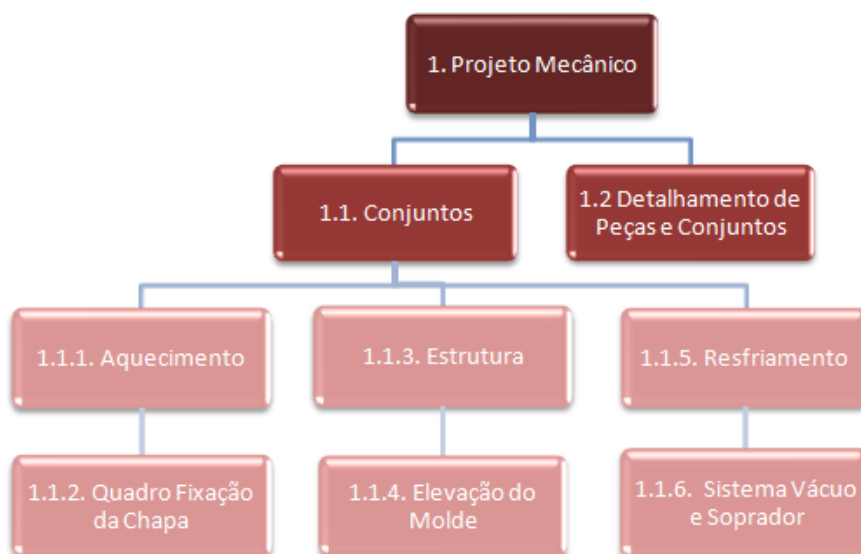 1. Projeto Mecânico
1.1. Conjuntos
1.2 Detalhamento de
Peças e Conjuntos
1.1.1. Aquecimento
1.1.3. Estrutura
1.1.5. Resfriamento
1.1.2. Quadro Fixação
da Chapa
1.1.4. Elevação do
Molde
1.1.6. Sistema Vácuo
e Soprador